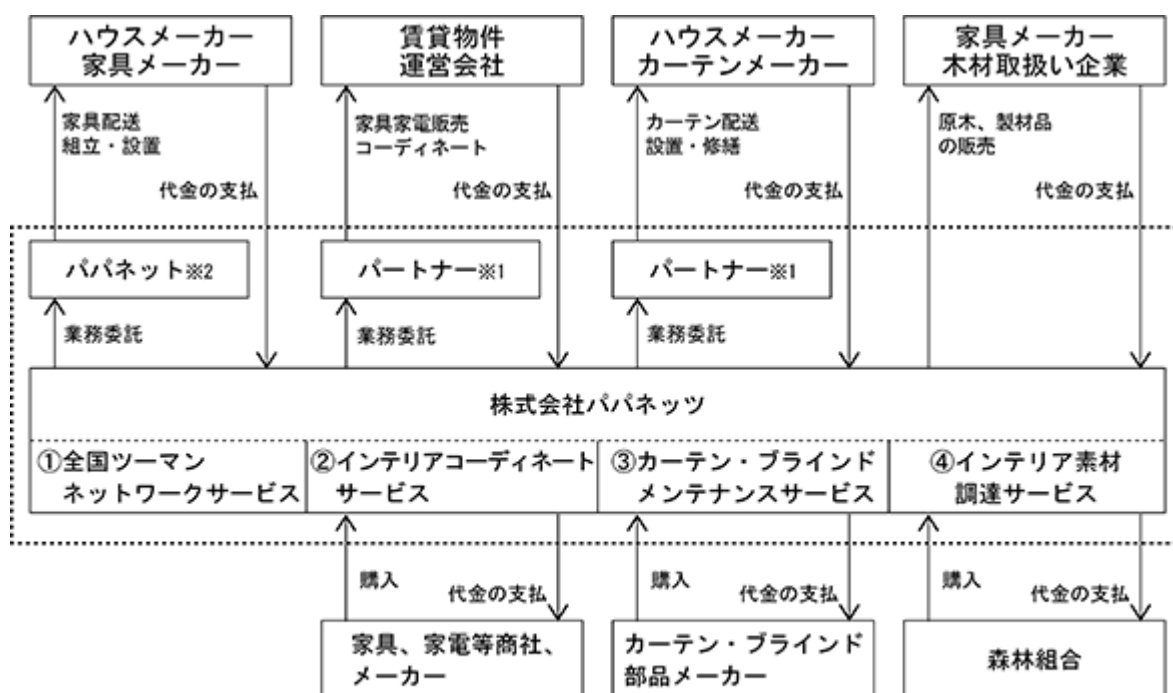 ハウスメーカー
家具メーカー
賃貸物件
運営会社
ハウスメーカー
カーテンメーカー
家具メーカー
木材取扱い企業
家具配送
組立・設置
代金の支払
家具家電販売
コーディネート
代金の支払
カーテン配送
設置・修繕
代金の支払
原木、製材品
の販売
代金の支払
パパネット※2
パートナー※1
パートナー※1
業務委託
業務委託
業務委託
株式会社パパネッツ
①全国ツーマン
ネットワークサービス
②インテリアコーディネート
サービス
③カーテン・ブラインド
メンテナンスサービス
④インテリア素材
調達サービス
購入
代金の支払
購入
代金の支払
購入
代金の支払
家具、家電等商社、
メーカー
カーテン・ブラインド
部品メーカー
森林組合